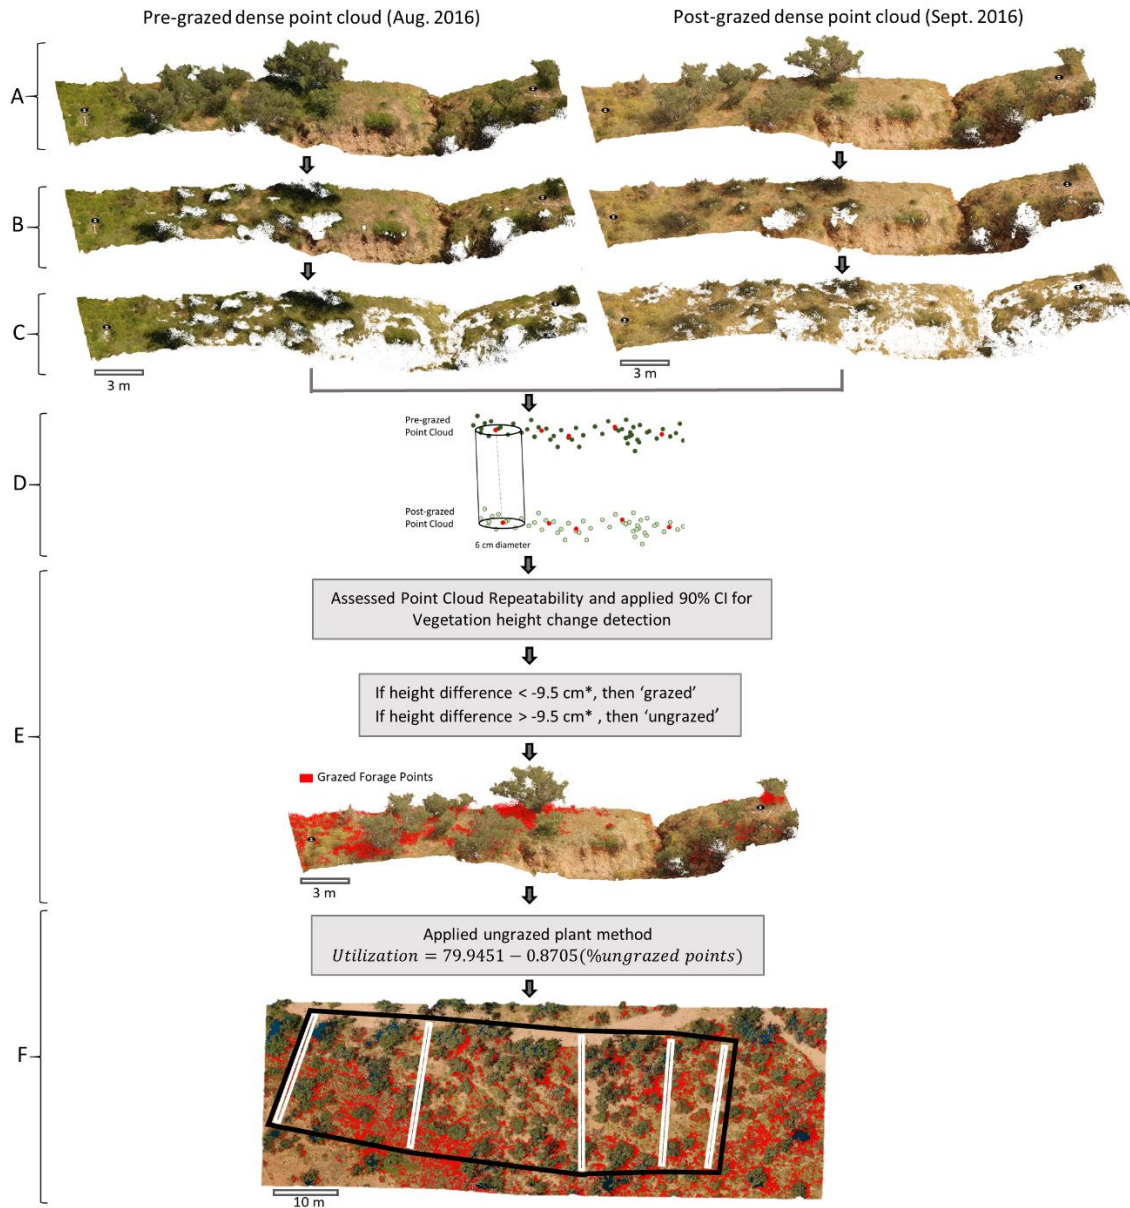 Pre-grazed dense point cloud (Aug. 2016)
Post-grazed dense point cloud (Sept. 2016)
A
B
C
3 m
3 m
Pre-grazed
Point Cloud
D
Post-grazed
Point Cloud
6 cm diameter
Assessed Point Cloud Repeatability and applied 90% CI for
Vegetation height change detection
If height difference < -9.5 cm*, then ‘grazed’
If height difference > -9.5 cm* , then ‘ungrazed’
E
Grazed Forage Points
3 m
Applied ungrazed plant method
Utilization = 79.9451 − 0.8705(%ungrazed points)
F
10 m